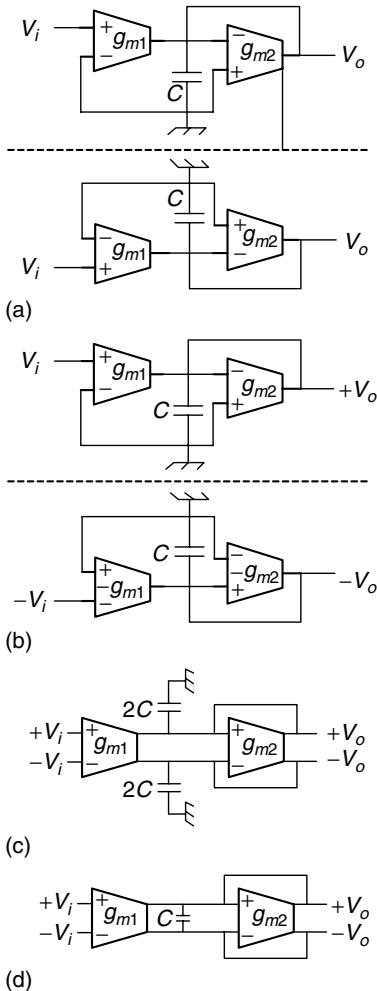 V_i + g_m1 − C − g_m2 + V_o
C − g_m1 + V_i + g_m2 − V_o
(a)
V_i + g_m1 − C − g_m2 + +V_o
C + −g_m1 − −V_i − −g_m2 + −V_o
(b)
2C
+V_i + g_m1 + g_m2 +V_o
−V_i − − −V_o
2C
(c)
+V_i + g_m1 C + g_m2 +V_o
−V_i − − −V_o
(d)